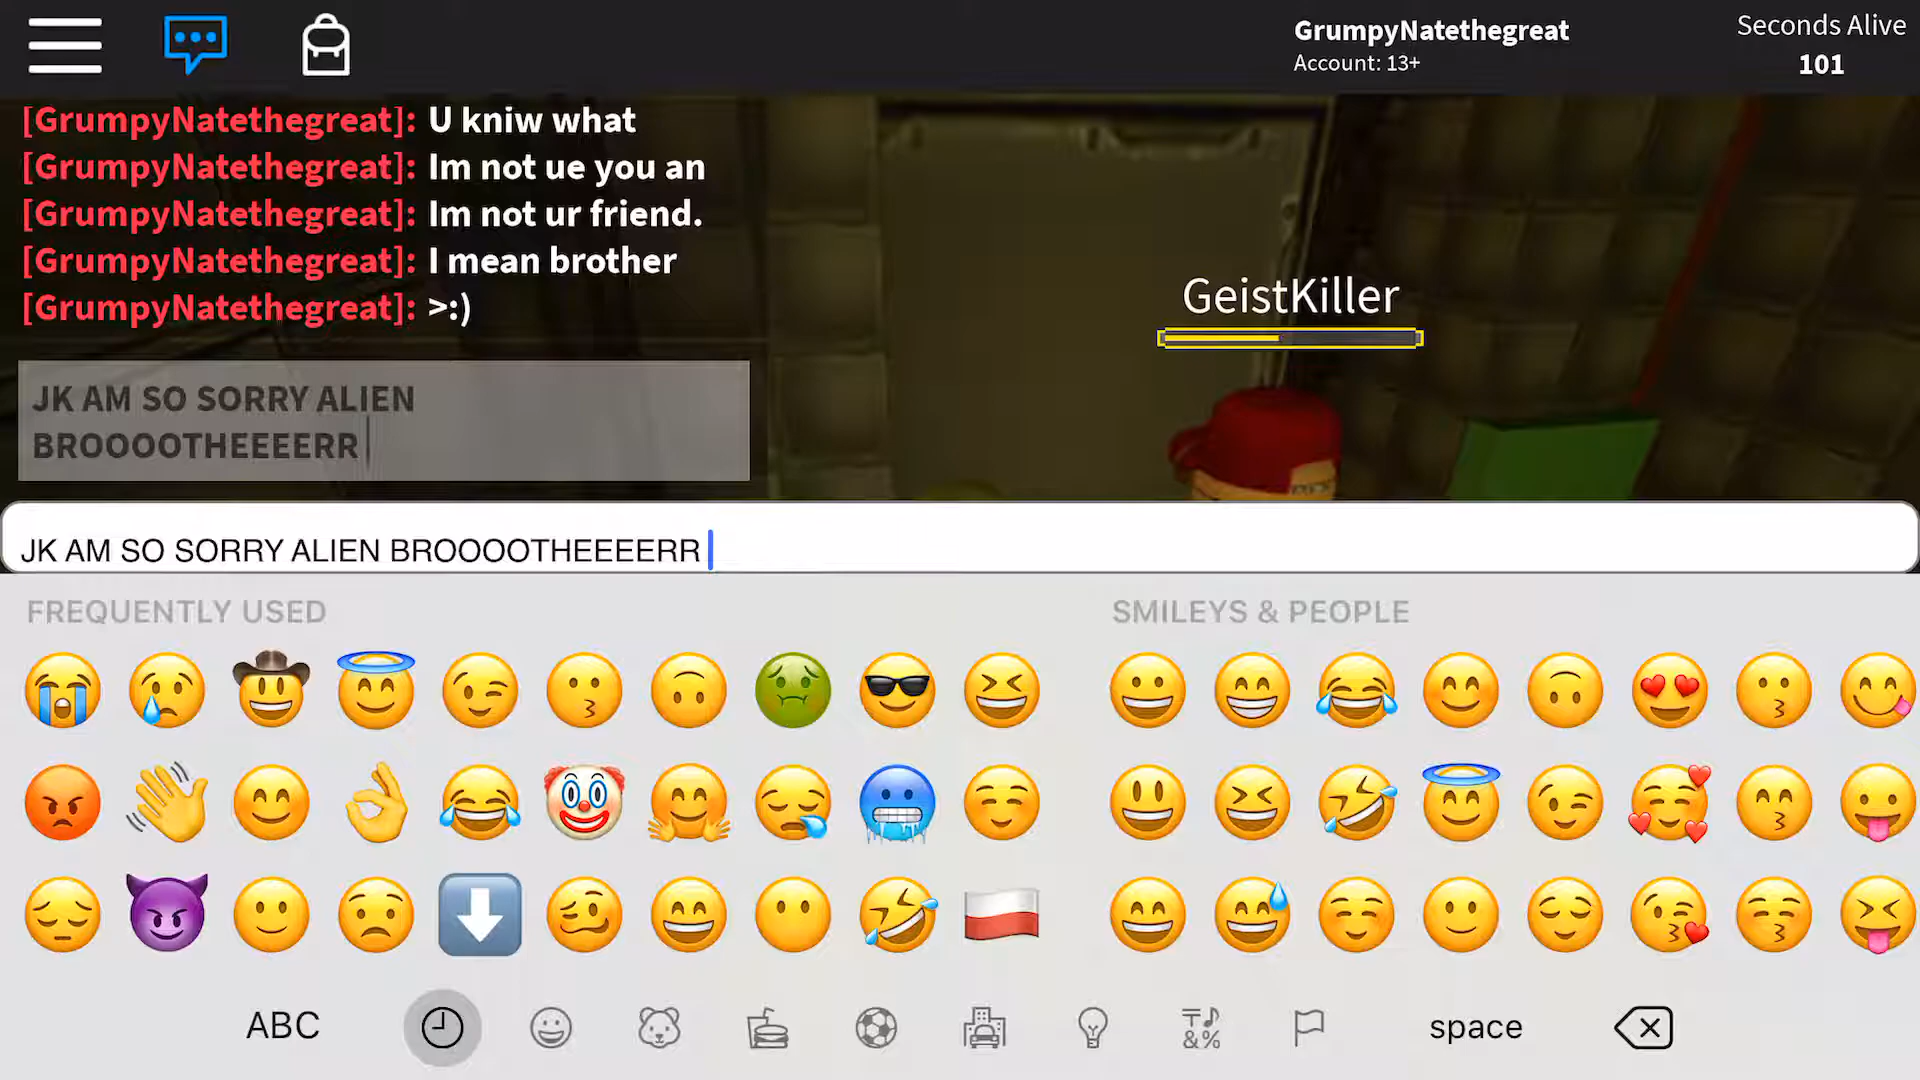 GrumpyNatethegreat
Account: 13+
Seconds Alive
101
[GrumpyNatethegreat]: U kniw what
[GrumpyNatethegreat]: Im not ue you an
[GrumpyNatethegreat]: Im not ur friend.
[GrumpyNatethegreat]: I mean brother
[GrumpyNatethegreat]: >:)
GeistKiller
JK AM SO SORRY ALIEN
BROOOOTHEEEERR
JK AM SO SORRY ALIEN BROOOOTHEEEERR
FREQUENTLY USED
SMILEYS & PEOPLE
ABC
space